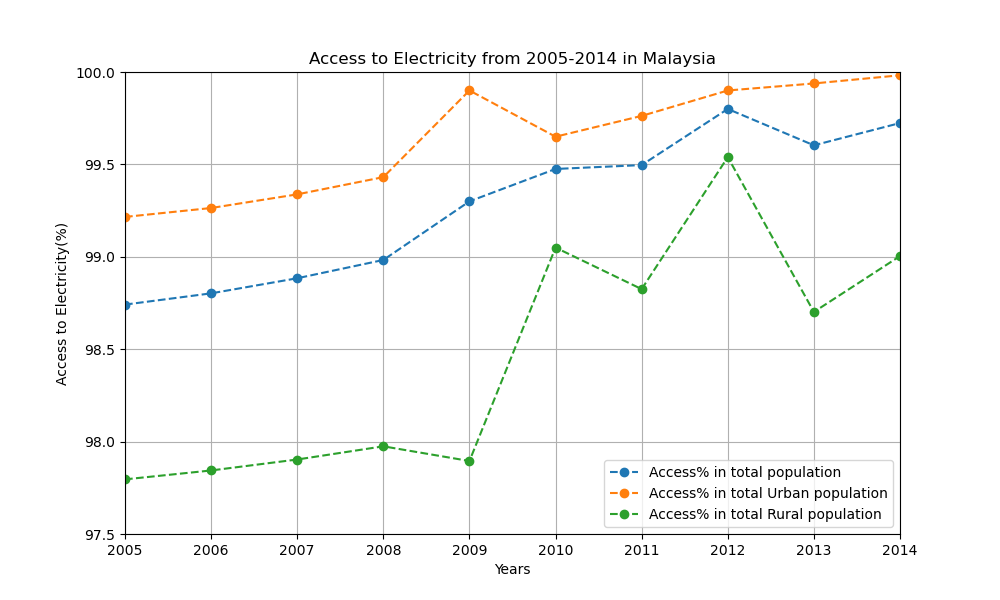 Access to Electricity from 2005-2014 in Malaysia
100.0
99.5
99.0
98.5
98.0
97.5
Access to Electricity(%)
2005 2006 2007 2008 2009 2010 2011 2012 2013 2014
Years
Access% in total population
Access% in total Urban population
Access% in total Rural population